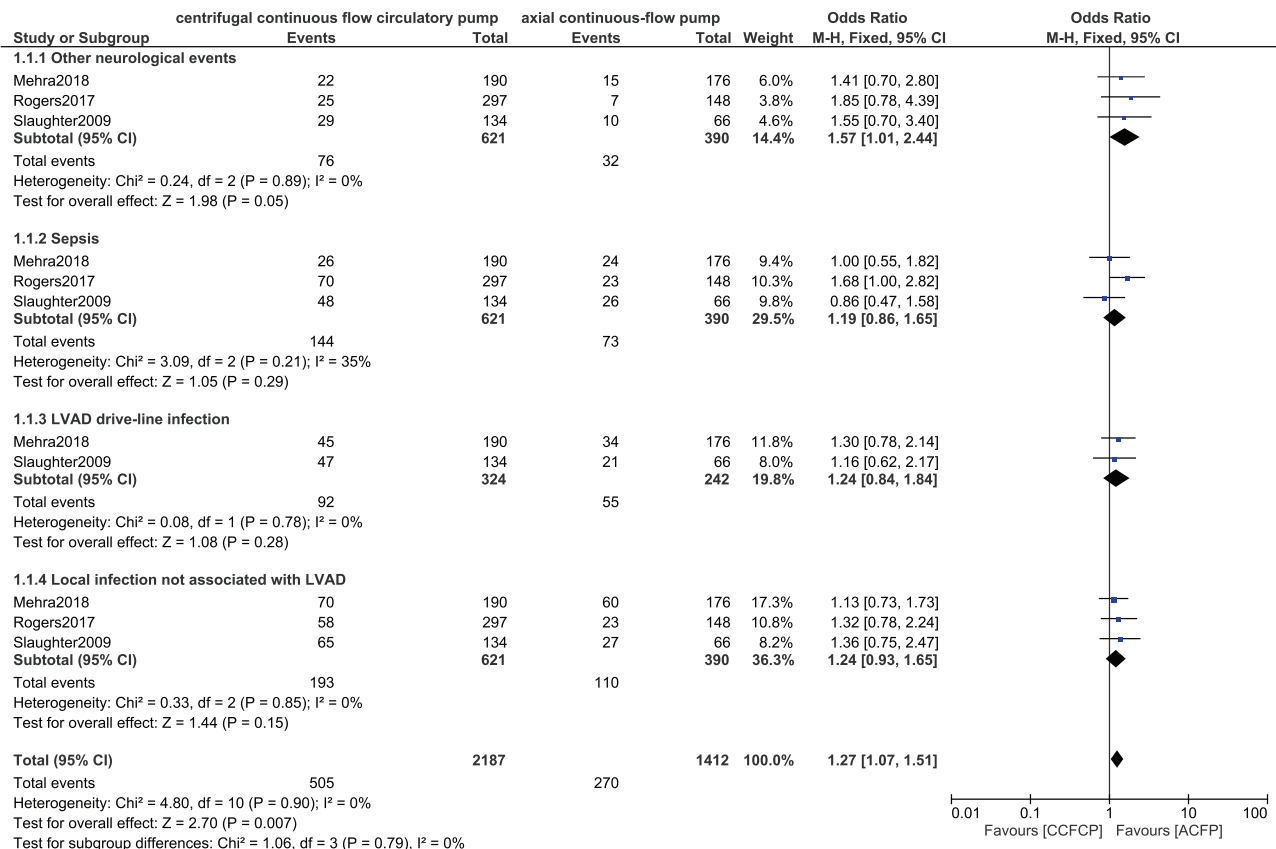 centrifugal continuous flow circulatory pump axial continuous-flow pump Odds Ratio Odds Ratio
Study or Subgroup Events Total Events Total Weight M-H, Fixed, 95% CI M-H, Fixed, 95% CI
1.1.1 Other neurological events
Mehra2018 22 190 15 176 6.0% 1.41 [0.70, 2.80]
Rogers2017 25 297 7 148 3.8% 1.85 [0.78, 4.39]
Slaughter2009 29 134 10 66 4.6% 1.55 [0.70, 3.40]
Subtotal (95% CI) 621 390 14.4% 1.57 [1.01, 2.44]
Total events 76 32
Heterogeneity: Chi² = 0.24, df = 2 (P = 0.89); I² = 0%
Test for overall effect: Z = 1.98 (P = 0.05)
1.1.2 Sepsis
Mehra2018 26 190 24 176 9.4% 1.00 [0.55, 1.82]
Rogers2017 70 297 23 148 10.3% 1.68 [1.00, 2.82]
Slaughter2009 48 134 26 66 9.8% 0.86 [0.47, 1.58]
Subtotal (95% CI) 621 390 29.5% 1.19 [0.86, 1.65]
Total events 144 73
Heterogeneity: Chi² = 3.09, df = 2 (P = 0.21); I² = 35%
Test for overall effect: Z = 1.05 (P = 0.29)
1.1.3 LVAD drive-line infection
Mehra2018 45 190 34 176 11.8% 1.30 [0.78, 2.14]
Slaughter2009 47 134 21 66 8.0% 1.16 [0.62, 2.17]
Subtotal (95% CI) 324 242 19.8% 1.24 [0.84, 1.84]
Total events 92 55
Heterogeneity: Chi² = 0.08, df = 1 (P = 0.78); I² = 0%
Test for overall effect: Z = 1.08 (P = 0.28)
1.1.4 Local infection not associated with LVAD
Mehra2018 70 190 60 176 17.3% 1.13 [0.73, 1.73]
Rogers2017 58 297 23 148 10.8% 1.32 [0.78, 2.24]
Slaughter2009 65 134 27 66 8.2% 1.36 [0.75, 2.47]
Subtotal (95% CI) 621 390 36.3% 1.24 [0.93, 1.65]
Total events 193 110
Heterogeneity: Chi² = 0.33, df = 2 (P = 0.85); I² = 0%
Test for overall effect: Z = 1.44 (P = 0.15)
Total (95% CI) 2187 1412 100.0% 1.27 [1.07, 1.51]
Total events 505 270
Heterogeneity: Chi² = 4.80, df = 10 (P = 0.90); I² = 0%
Test for overall effect: Z = 2.70 (P = 0.007)
Test for subgroup differences: Chi² = 1.06, df = 3 (P = 0.79), I² = 0%
0.01 0.1 1 10 100
Favours [CCFCP] Favours [ACFP]